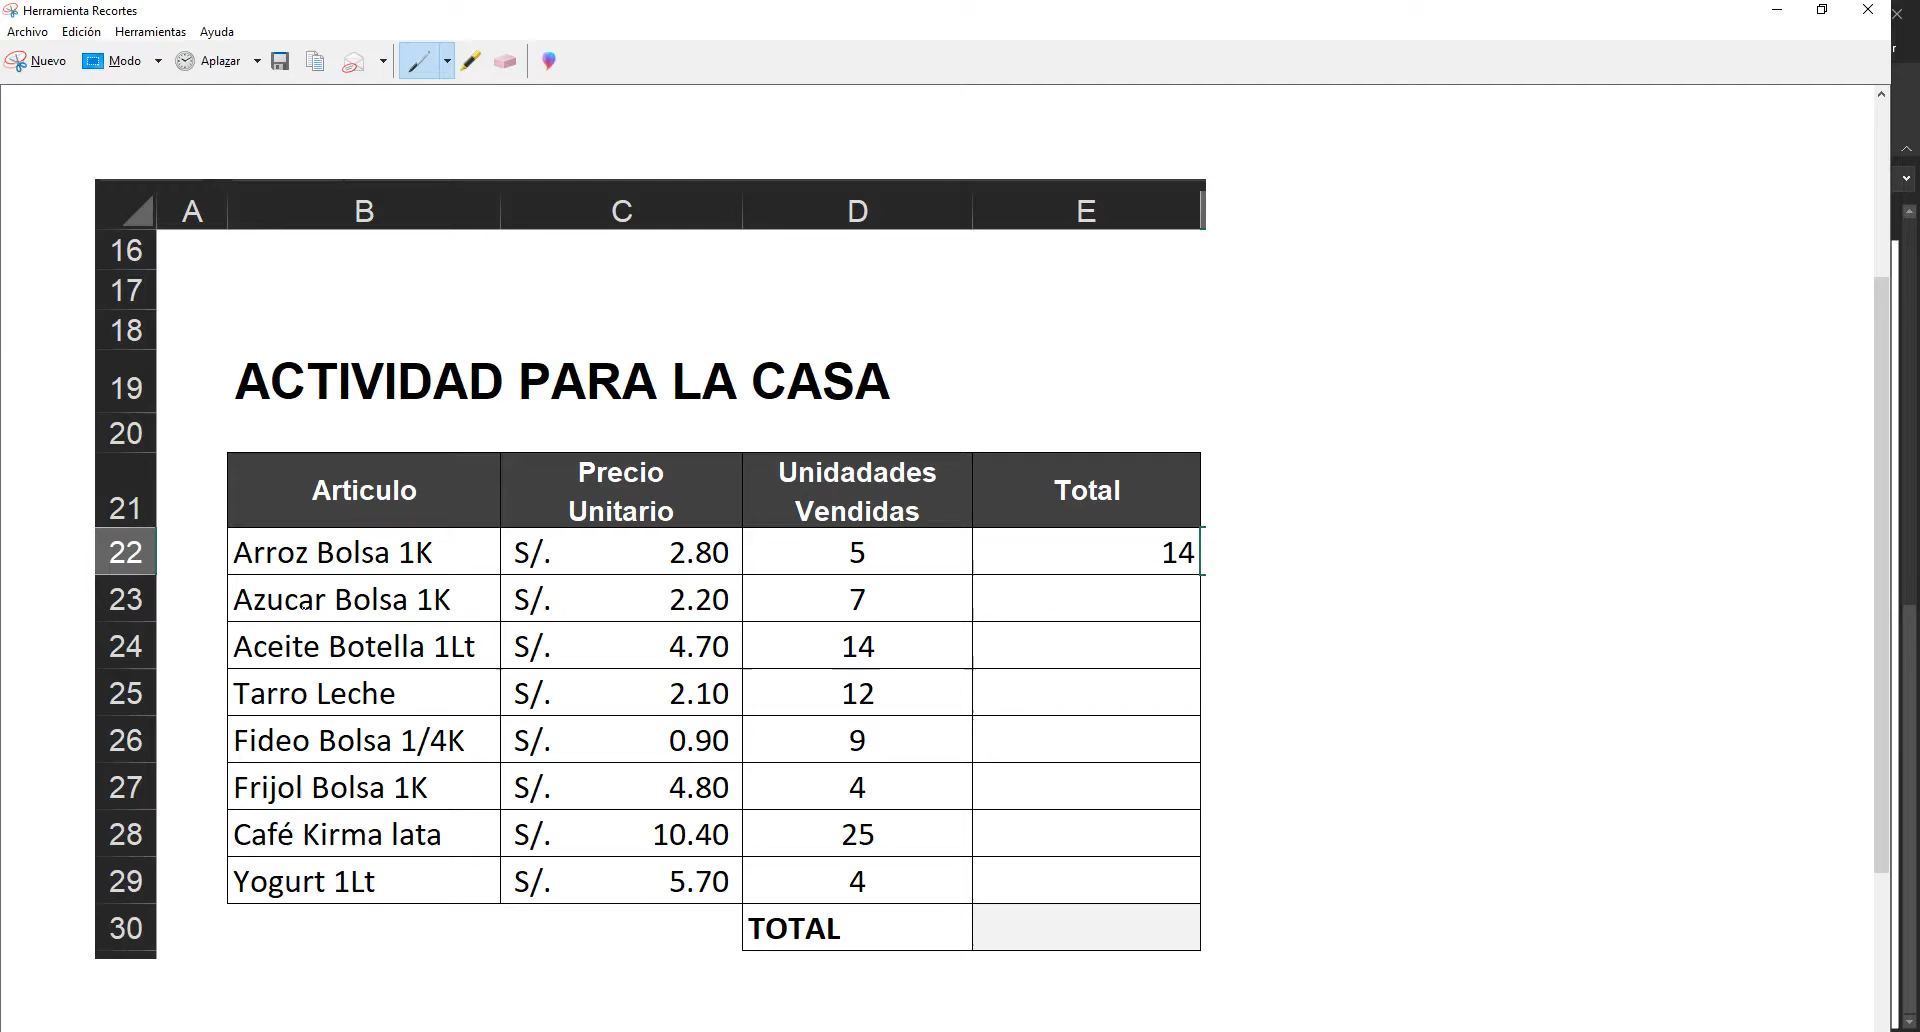 Herramienta Recortes
Archivo Edición Herramientas Ayuda
Nuevo Modo Aplazar
A B C D E
16
17
18
19 ACTIVIDAD PARA LA CASA
20
21 Articulo Precio Unitario Unidadades Vendidas Total
22 Arroz Bolsa 1K S/. 2.80 5 14
23 Azucar Bolsa 1K S/. 2.20 7
24 Aceite Botella 1Lt S/. 4.70 14
25 Tarro Leche S/. 2.10 12
26 Fideo Bolsa 1/4K S/. 0.90 9
27 Frijol Bolsa 1K S/. 4.80 4
28 Café Kirma lata S/. 10.40 25
29 Yogurt 1Lt S/. 5.70 4
30 TOTAL